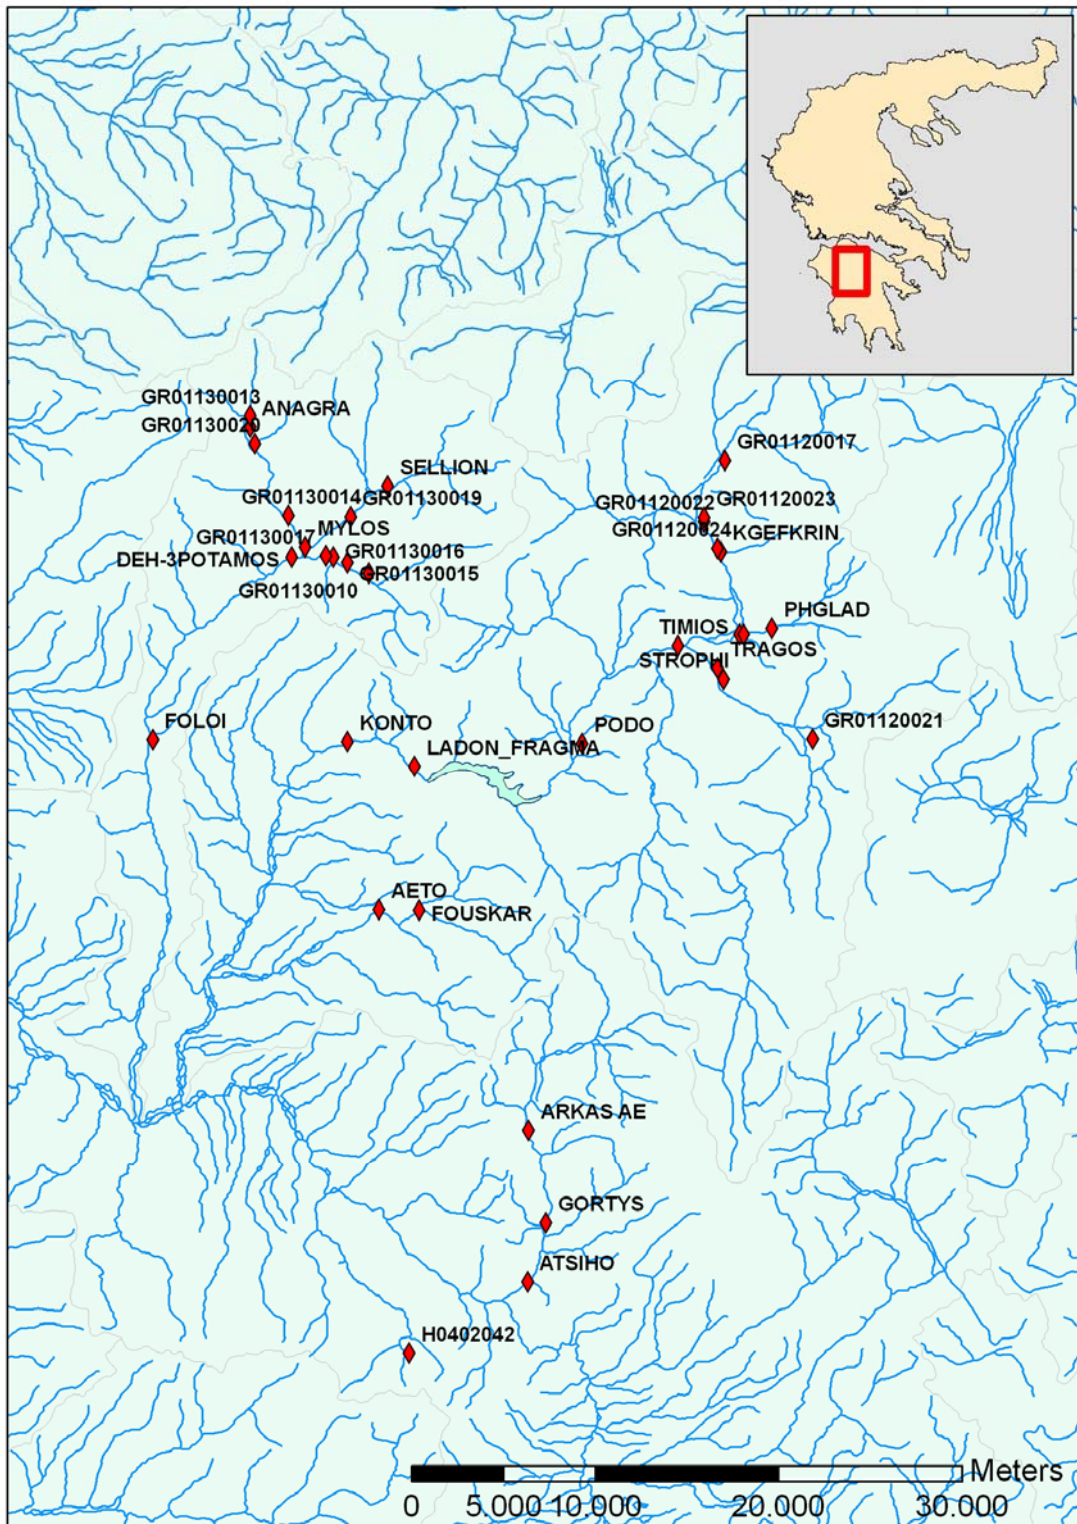 GR01130013
ANAGRA
GR01130020
GR01120017
SELLION
GR01130014
GR01130019
GR01120022
GR01120023
GR01130017
MYLOS
GR01120024
KGEFKRIN
DEH-3POTAMOS
GR01130016
GR01130015
GR01130010
PHGLAD
TIMIOS
TRAGOS
STROPHI
FOLOI
KONTO
PODO
GR01120021
LADON_FRAGMA
AETO
FOUSKAR
ARKAS AE
GORTYS
ATSIHO
H0402042
Meters
0 5.000 10.000 20.000 30.000